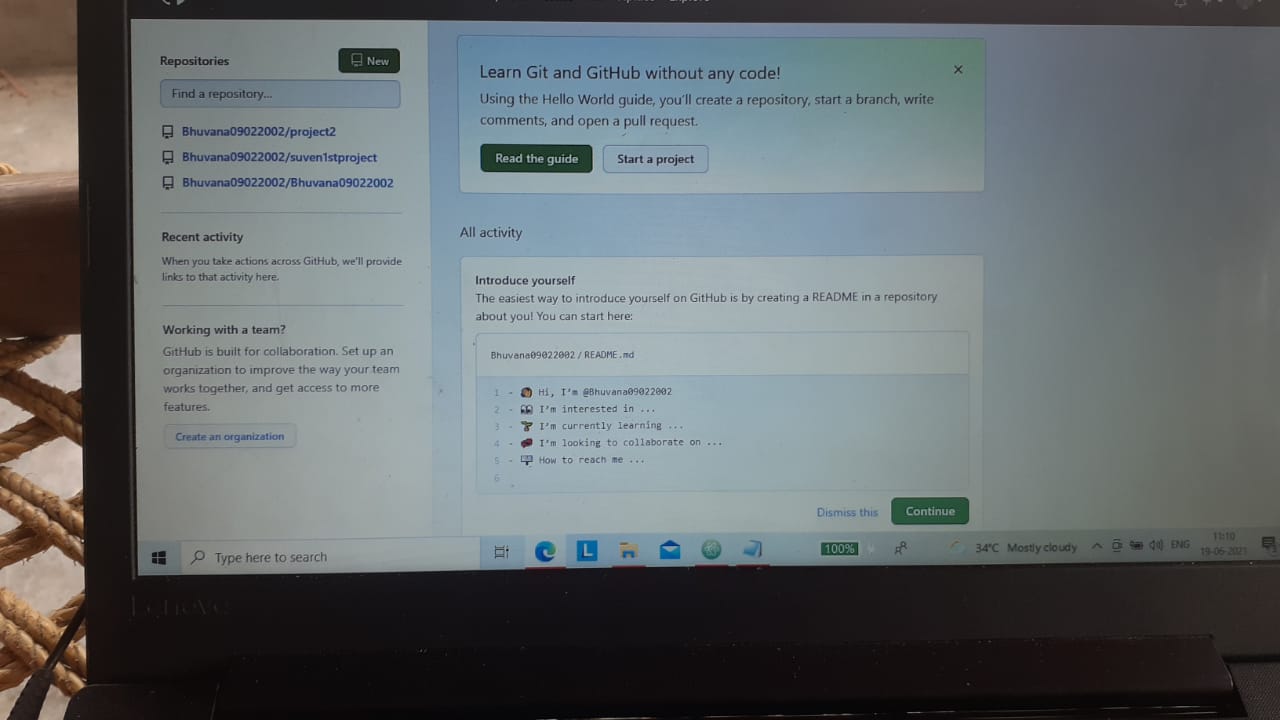 Repositories
New
Find a repository...
Bhuvana09022002/project2
Bhuvana09022002/suven1stproject
Bhuvana09022002/Bhuvana09022002
Recent activity
When you take actions across GitHub, we'll provide
links to that activity here.
Working with a team?
GitHub is built for collaboration. Set up an
organization to improve the way your team
works together, and get access to more
features.
Create an organization
Learn Git and GitHub without any code!
Using the Hello World guide, you'll create a repository, start a branch, write
comments, and open a pull request.
Read the guide
Start a project
All activity
Introduce yourself
The easiest way to introduce yourself on GitHub is by creating a README in a repository
about you! You can start here:
Bhuvana09022002 / README.md
1 - 👋 Hi, I'm @Bhuvana09022002
2 - 👀 I'm interested in ...
3 - 🌱 I'm currently learning ...
4 - 💞️ I'm looking to collaborate on ...
5 - 📫 How to reach me ...
6
Dismiss this
Continue
Type here to search
L
100%
34°C Mostly cloudy
ENG
11:10
19-06-2021
Lenovo